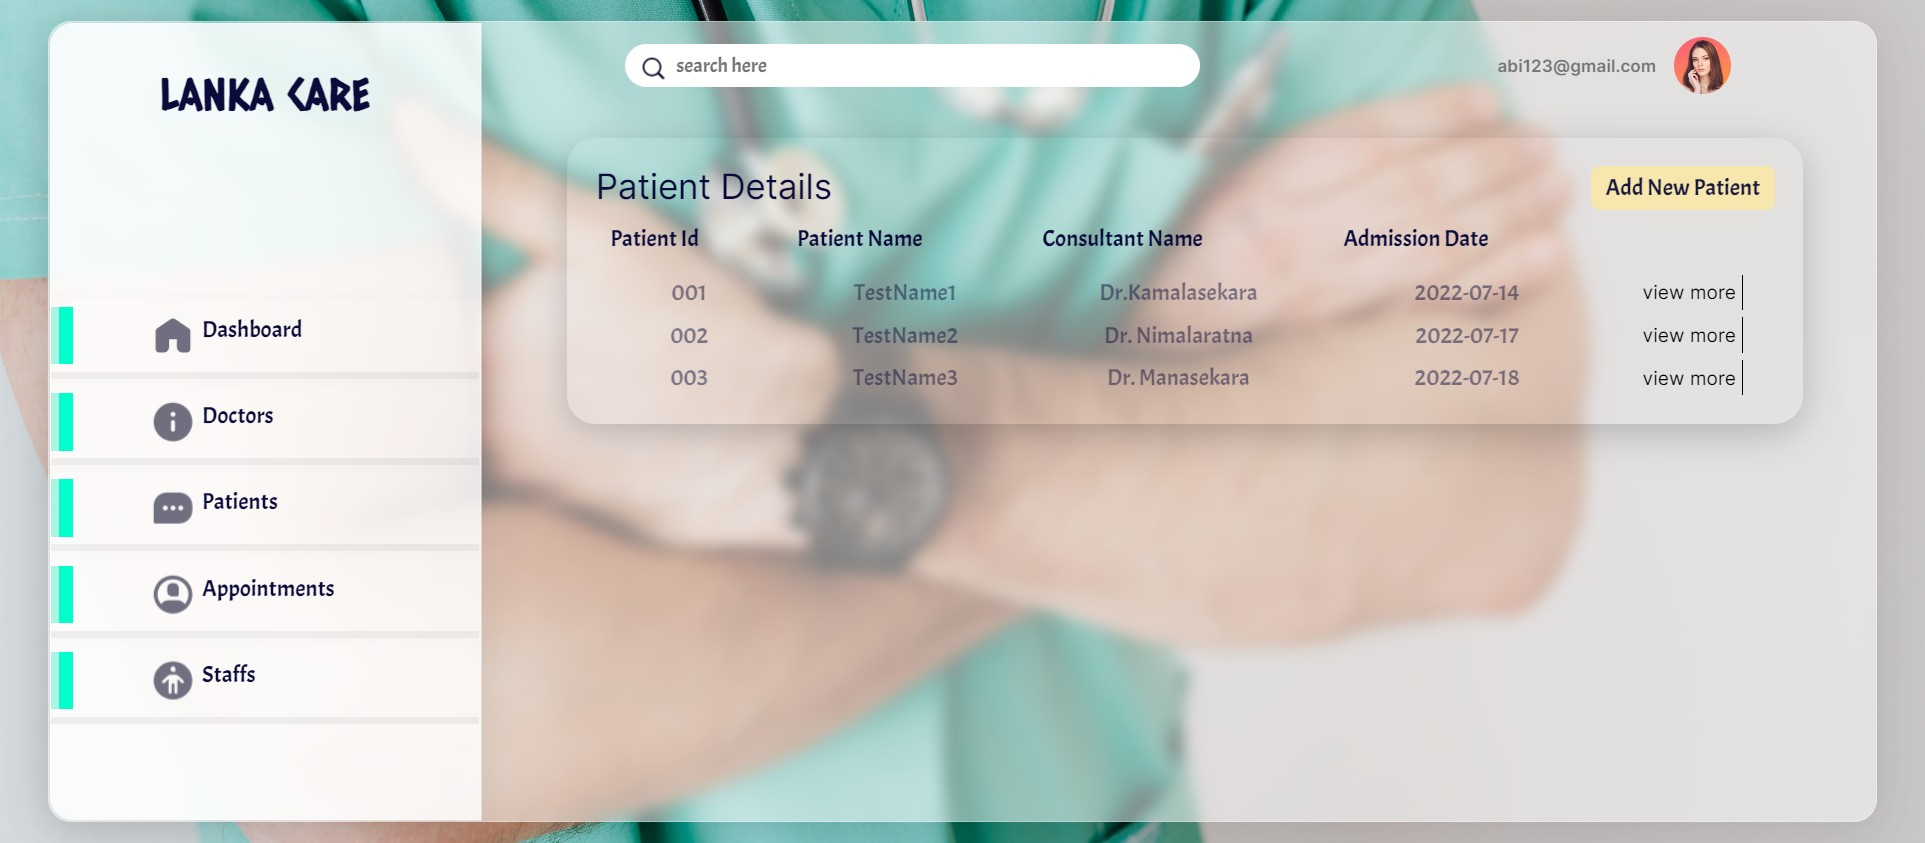 LANKA CARE
search here
abi123@gmail.com
Dashboard
Doctors
Patients
Appointments
Staffs
Patient Details
Add New Patient
Patient Id Patient Name Consultant Name Admission Date
001 TestName1 Dr.Kamalasekara 2022-07-14 view more
002 TestName2 Dr. Nimalaratna 2022-07-17 view more
003 TestName3 Dr. Manasekara 2022-07-18 view more